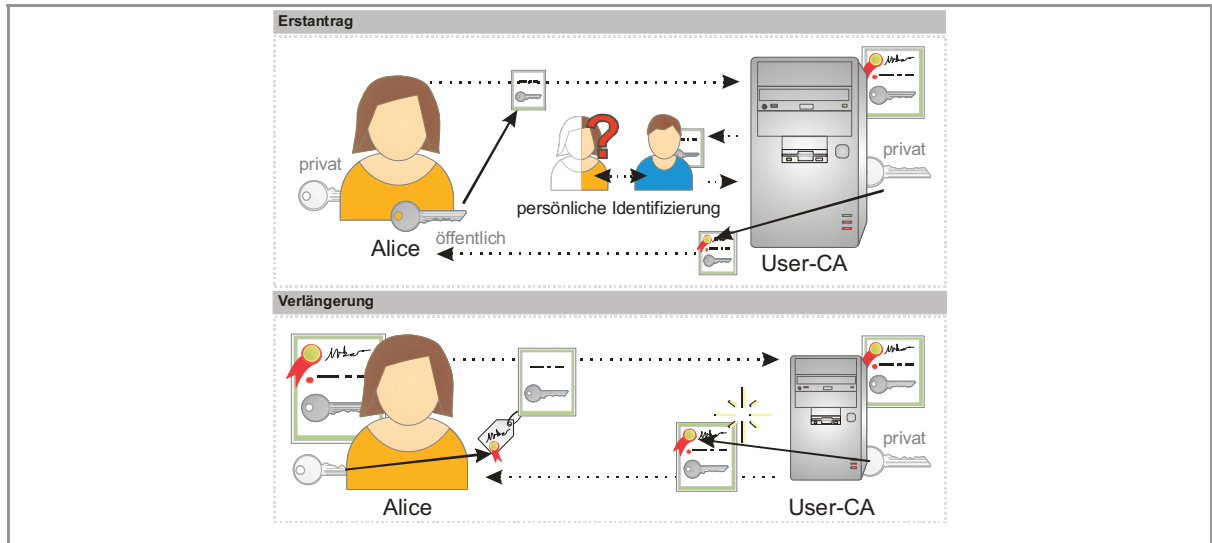 Erstantrag
privat
privat
persönliche Identifizierung
öffentlich
Alice
User-CA
Verlängerung
privat
Alice
User-CA